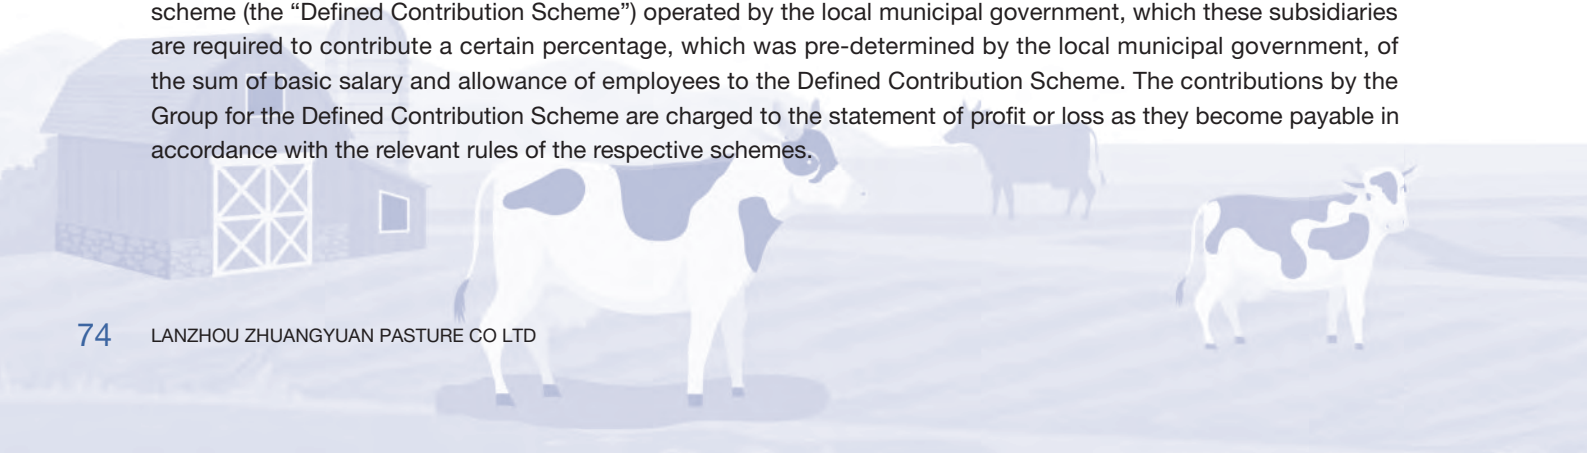 scheme (the “Defined Contribution Scheme”) operated by the local municipal government, which these subsidiaries
are required to contribute a certain percentage, which was pre-determined by the local municipal government, of
the sum of basic salary and allowance of employees to the Defined Contribution Scheme. The contributions by the
Group for the Defined Contribution Scheme are charged to the statement of profit or loss as they become payable in
accordance with the relevant rules of the respective schemes.
74 LANZHOU ZHUANGYUAN PASTURE CO LTD